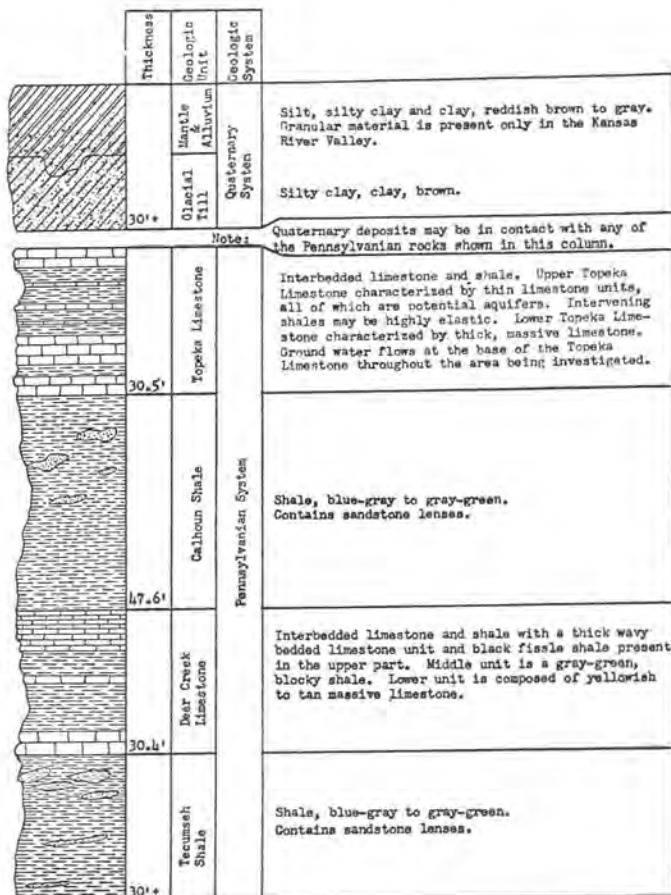 Thickness
Geologic
Unit
Geologic
System
Mantle
&
Alluvium
Quaternary
System
Silt, silty clay and clay, reddish brown to gray.
Granular material is present only in the Kansas
River Valley.
Glacial
Till
Silty clay, clay, brown.
30'+
Note:
Quaternary deposits may be in contact with any of
the Pennsylvanian rocks shown in this column.
Topeka Limestone
Interbedded limestone and shale. Upper Topeka
Limestone characterized by thin limestone units,
all of which are potential aquifers. Intervening
shales may be highly elastic. Lower Topeka Lime-
stone characterized by thick, massive limestone.
Ground water flows at the base of the Topeka
Limestone throughout the area being investigated.
30.5'
Calhoun Shale
Pennsylvanian System
Shale, blue-gray to gray-green.
Contains sandstone lenses.
47.6'
Deer Creek
Limestone
Interbedded limestone and shale with a thick wavy
bedded limestone unit and black fissle shale present
in the upper part. Middle unit is a gray-green,
blocky shale. Lower unit is composed of yellowish
to tan massive limestone.
30.4'
Tecumseh
Shale
Shale, blue-gray to gray-green.
Contains sandstone lenses.
30'+